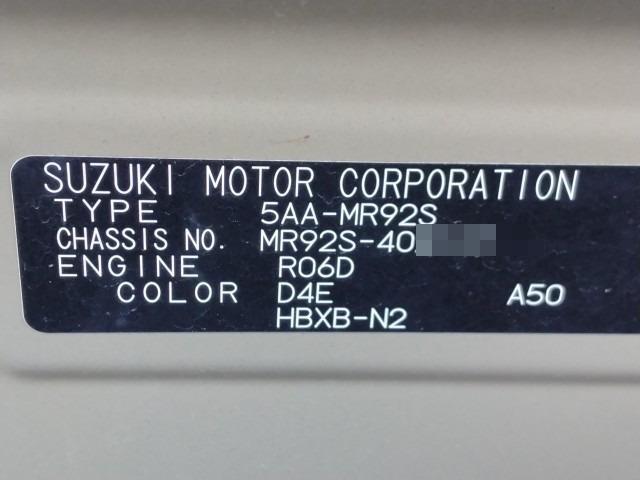 SUZUKI MOTOR CORPORATION
TYPE 5AA-MR92S
CHASSIS NO. MR92S-40
ENGINE R06D
COLOR D4E A50
HBXB-N2